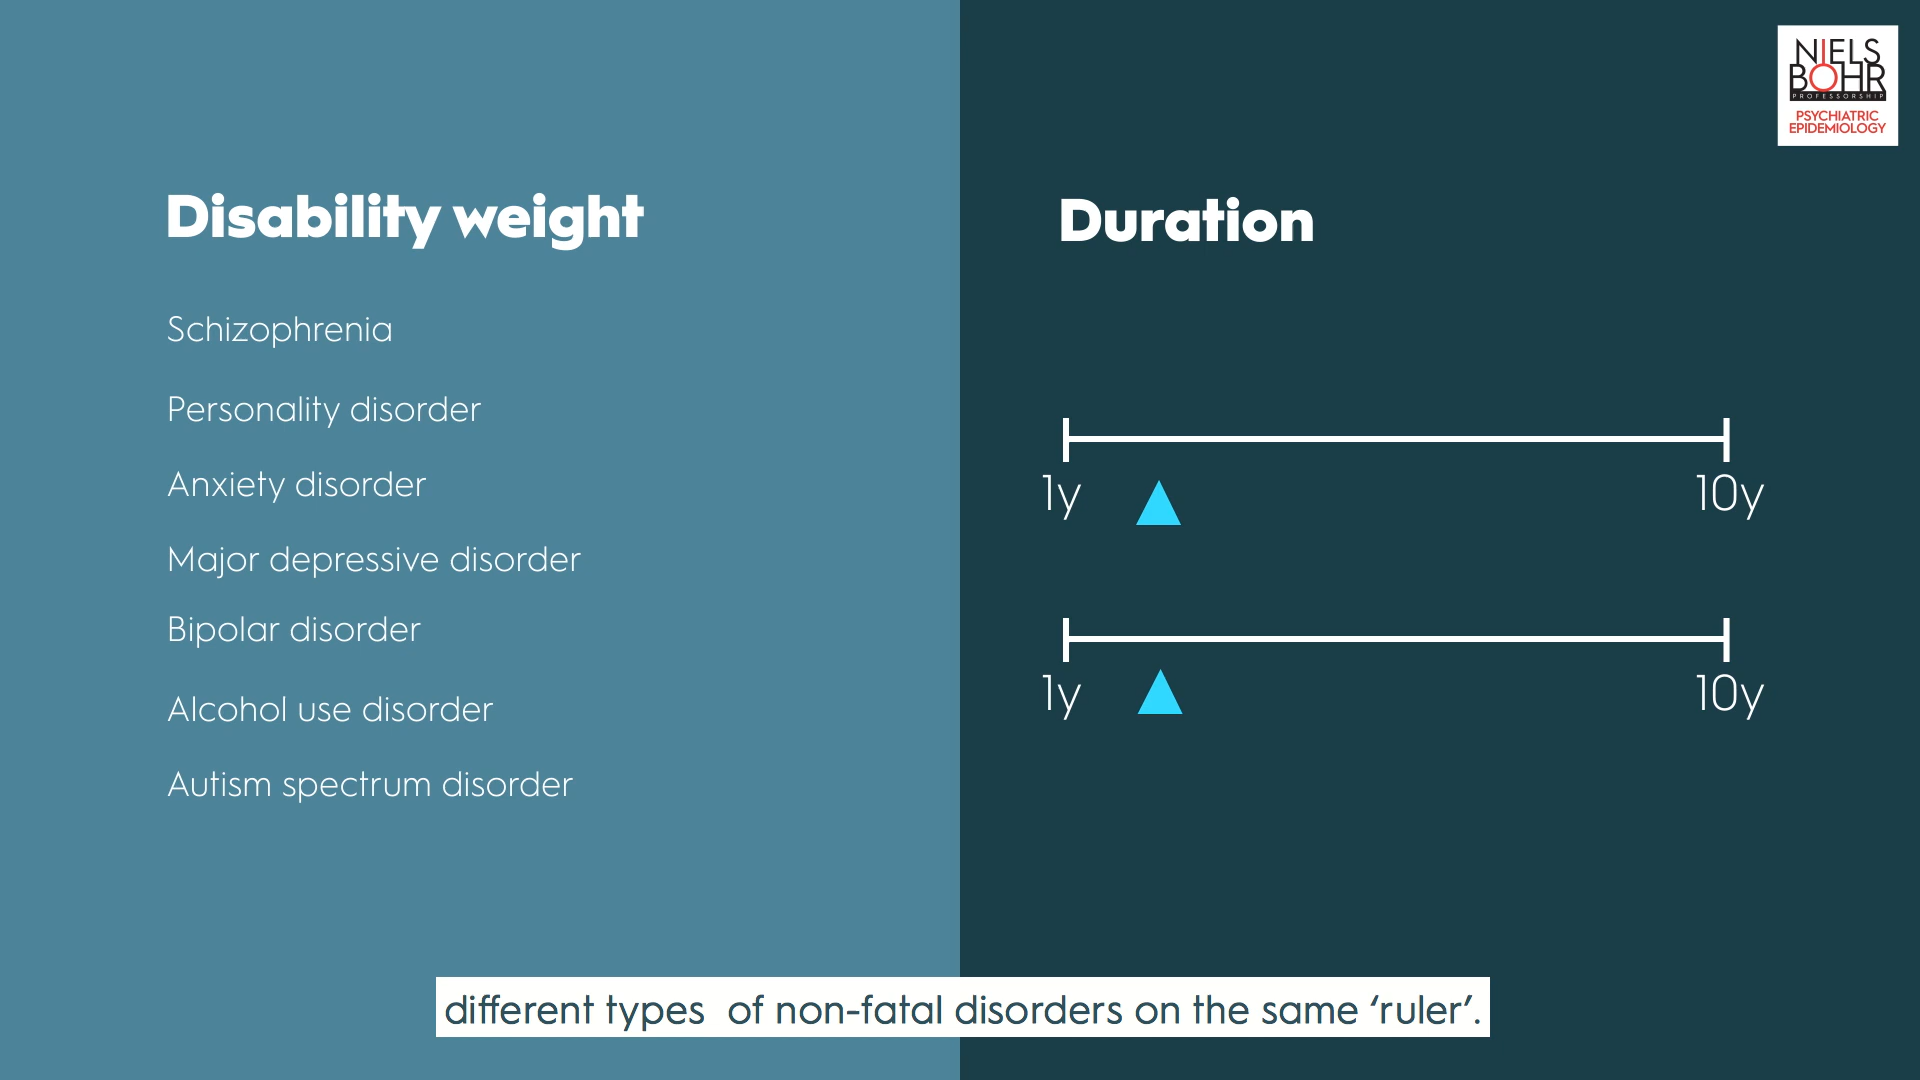 NIELS
BOHR
PROFESSORSHIP
PSYCHIATRIC
EPIDEMIOLOGY
Disability weight
Schizophrenia
Personality disorder
Anxiety disorder
Major depressive disorder
Bipolar disorder
Alcohol use disorder
Autism spectrum disorder
Duration
1y 10y
1y 10y
different types  of non-fatal disorders on the same ‘ruler’.